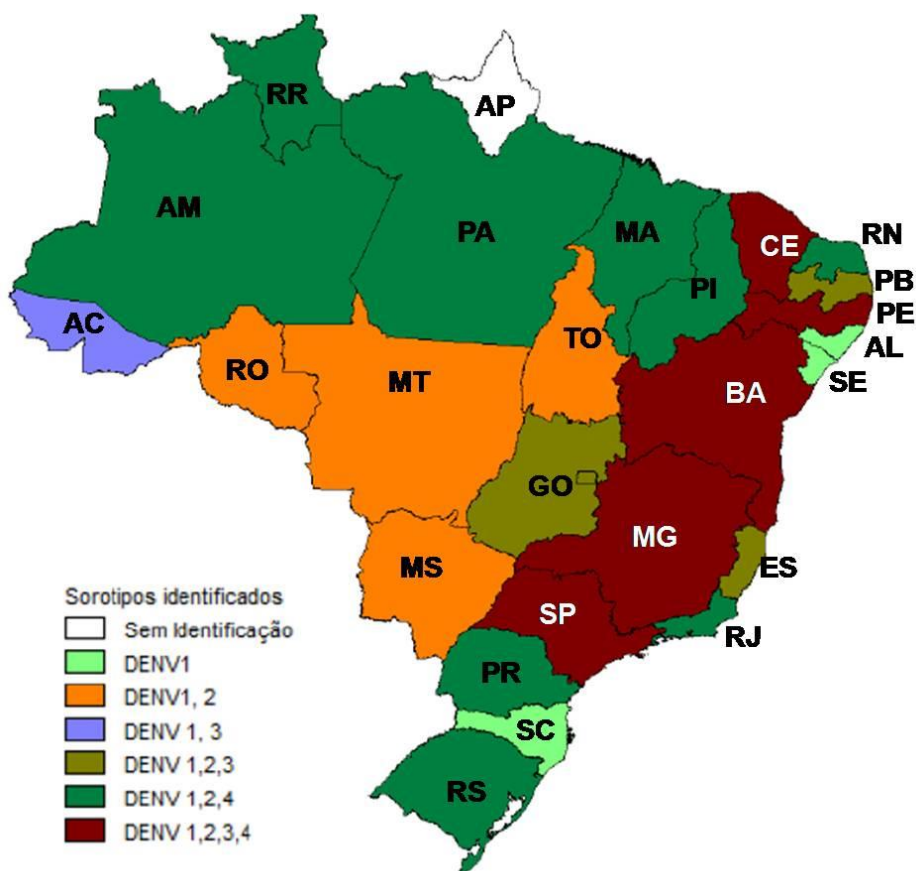 RR
AP
AM
PA
MA
CE
RN
PI
PB
PE
AC
TO
AL
RO
MT
SE
BA
GO
MG
MS
ES
SP
RJ
PR
SC
RS
Sorotipos identificados
Sem Identificação
DENV1
DENV1, 2
DENV 1, 3
DENV 1,2,3
DENV 1,2,4
DENV 1,2,3,4